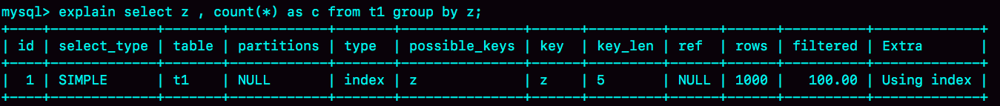 mysql> explain select z , count(*) as c from t1 group by z;
+----+-------------+-------+------------+-------+---------------+------+---------+------+------+----------+-------------+
| id | select_type | table | partitions | type  | possible_keys | key  | key_len | ref  | rows | filtered | Extra       |
+----+-------------+-------+------------+-------+---------------+------+---------+------+------+----------+-------------+
|  1 | SIMPLE      | t1    | NULL       | index | z             | z    | 5       | NULL | 1000 |   100.00 | Using index |
+----+-------------+-------+------------+-------+---------------+------+---------+------+------+----------+-------------+